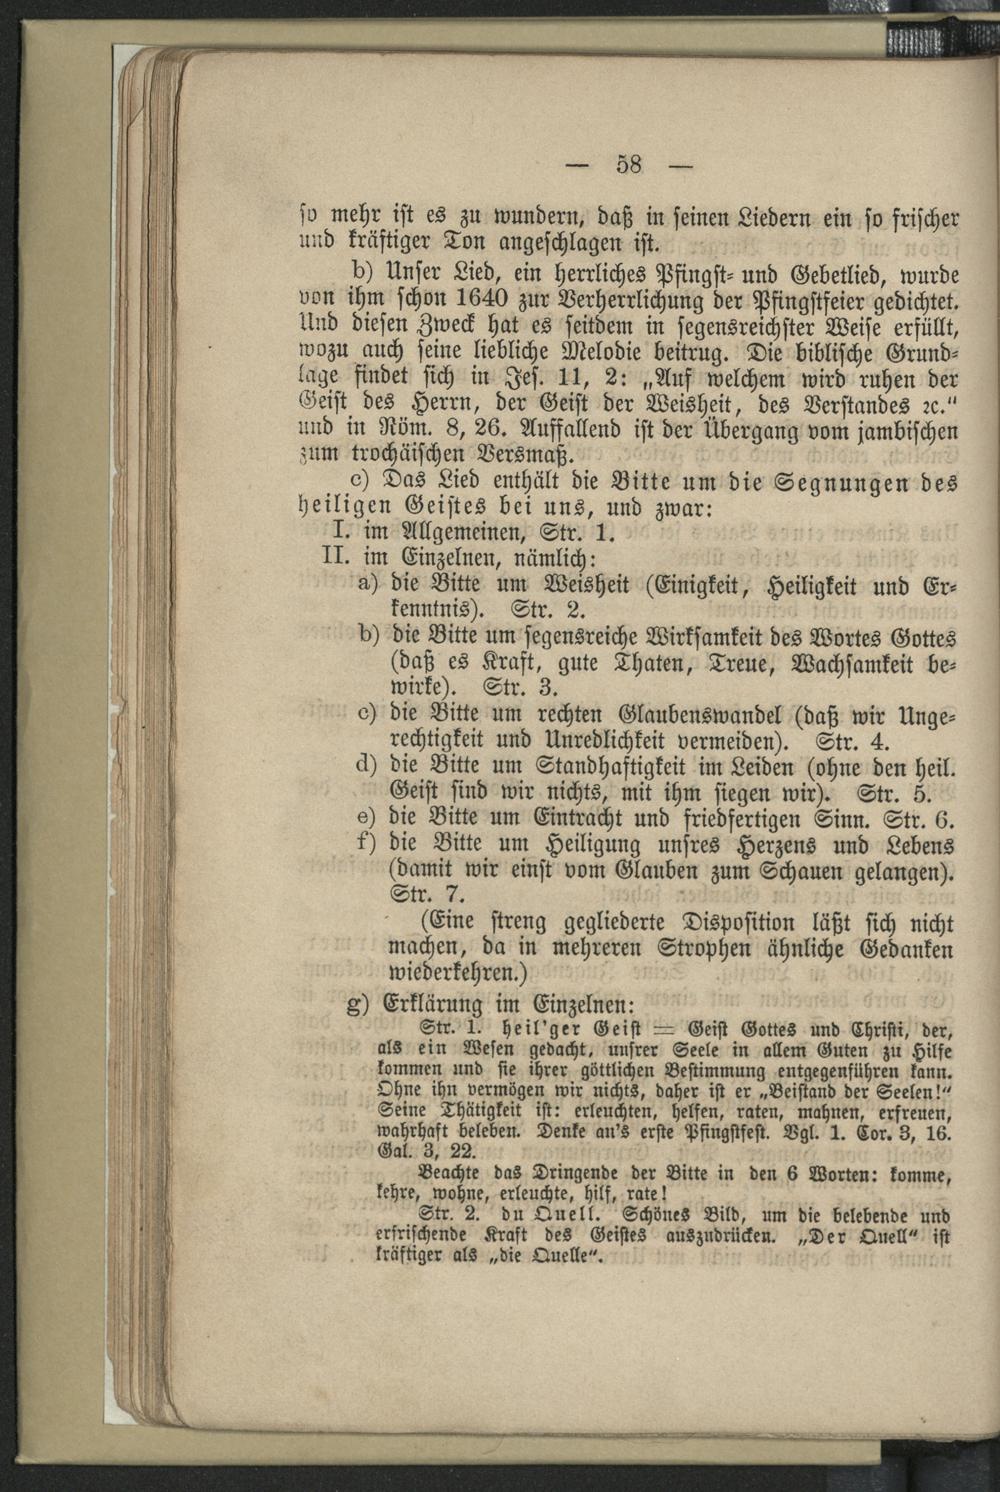 — 58 —
so mehr ist es zu wundern, daß in seinen Liedern ein so frischer
und kräftiger Ton angeschlagen ist.
b) Unser Lied, ein herrliches Pfingst- und Gebetlied, wurde
von ihm schon 1640 zur Verherrlichung der Pfingstfeier gedichtet.
Und diesen Zweck hat es seitdem in segensreichster Weise erfüllt,
wozu auch seine liebliche Melodie beitrug. Die biblische Grund-
lage findet sich in Jes. 11, 2: „Auf welchem wird ruhen der
Geist des Herrn, der Geist der Weisheit, des Verstandes ꝛc."
und in Röm. 8, 26. Auffallend ist der Übergang vom jambischen
zum trochäischen Versmaß.
c) Das Lied enthält die Bitte um die Segnungen des
heiligen Geistes bei uns, und zwar:
I. im Allgemeinen, Str. 1.
II. im Einzelnen, nämlich:
a) die Bitte um Weisheit (Einigkeit, Heiligkeit und Er-
kenntnis). Str. 2.
b) die Bitte um segensreiche Wirksamkeit des Wortes Gottes
(daß es Kraft, gute Thaten, Treue, Wachsamkeit be-
wirke). Str. 3.
c) die Bitte um rechten Glaubenswandel (daß wir Unge-
rechtigkeit und Unredlichkeit vermeiden). Str. 4.
d) die Bitte um Standhaftigkeit im Leiden (ohne den heil.
Geist sind wir nichts, mit ihm siegen wir). Str. 5.
e) die Bitte um Eintracht und friedfertigen Sinn. Str. 6.
f) die Bitte um Heiligung unsres Herzens und Lebens
(damit wir einst vom Glauben zum Schauen gelangen).
Str. 7.
(Eine streng gegliederte Disposition läßt sich nicht
machen, da in mehreren Strophen ähnliche Gedanken
wiederkehren.)
g) Erklärung im Einzelnen:
Str. 1. heil'ger Geist = Geist Gottes und Christi, der,
als ein Wesen gedacht, unsrer Seele in allem Guten zu Hilfe
kommen und sie ihrer göttlichen Bestimmung entgegenführen kann.
Ohne ihn vermögen wir nichts, daher ist er „Beistand der Seelen!"
Seine Thätigkeit ist: erleuchten, helfen, raten, mahnen, erfreuen,
wahrhaft beleben. Denke an's erste Pfingstfest. Vgl. 1. Cor. 3, 16.
Gal. 3, 22.
Beachte das Dringende der Bitte in den 6 Worten: komme,
kehre, wohne, erleuchte, hilf, rate!
Str. 2. du Quell. Schönes Bild, um die belebende und
erfrischende Kraft des Geistes auszudrücken. „Der Quell" ist
kräftiger als „die Quelle".